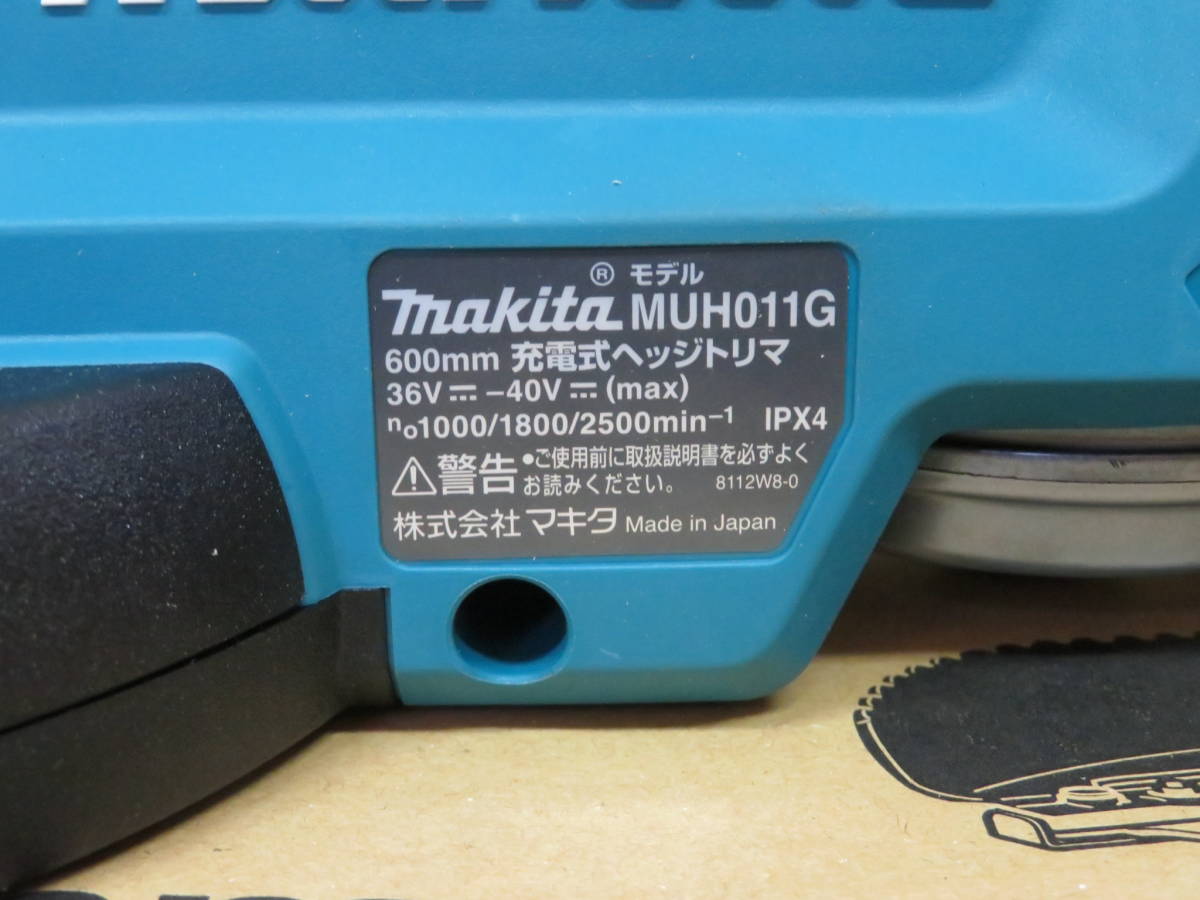 ® モデル
makita MUH011G
600mm 充電式ヘッジトリマ
36V⎓–40V⎓(max)
n₀1000/1800/2500min⁻¹ IPX4
⚠警告 •ご使用前に取扱説明書を必ずよく
お読みください。 8112W8-0
株式会社 マキタ Made in Japan